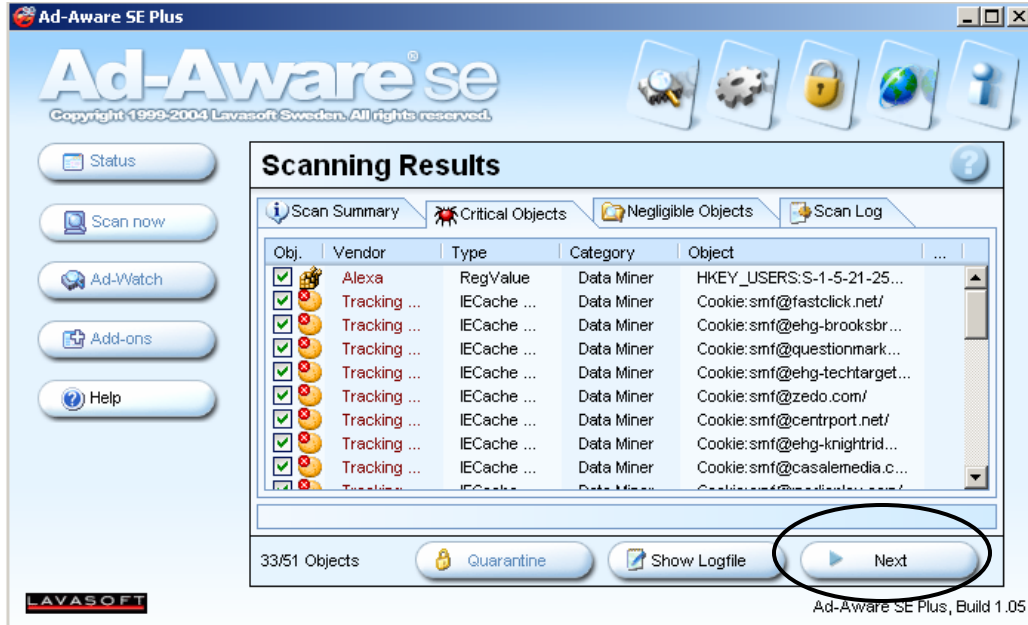 Ad-Aware SE Plus
Ad-Aware® se
Copyright 1999-2004 Lavasoft Sweden. All rights reserved.
Status
Scan now
Ad-Watch
Add-ons
Help
Scanning Results
Scan Summary Critical Objects Negligible Objects Scan Log
Obj. Vendor Type Category Object ...
Alexa RegValue Data Miner HKEY_USERS:S-1-5-21-25...
Tracking ... IECache ... Data Miner Cookie:smf@fastclick.net/
Tracking ... IECache ... Data Miner Cookie:smf@ehg-brooksbr...
Tracking ... IECache ... Data Miner Cookie:smf@questionmark...
Tracking ... IECache ... Data Miner Cookie:smf@ehg-techtarget...
Tracking ... IECache ... Data Miner Cookie:smf@zedo.com/
Tracking ... IECache ... Data Miner Cookie:smf@centrport.net/
Tracking ... IECache ... Data Miner Cookie:smf@ehg-knightrid...
Tracking ... IECache ... Data Miner Cookie:smf@casalemedia.c...
Tracking ... IECache ... Data Miner
33/51 Objects Quarantine Show Logfile Next
LAVASOFT
Ad-Aware SE Plus, Build 1.05